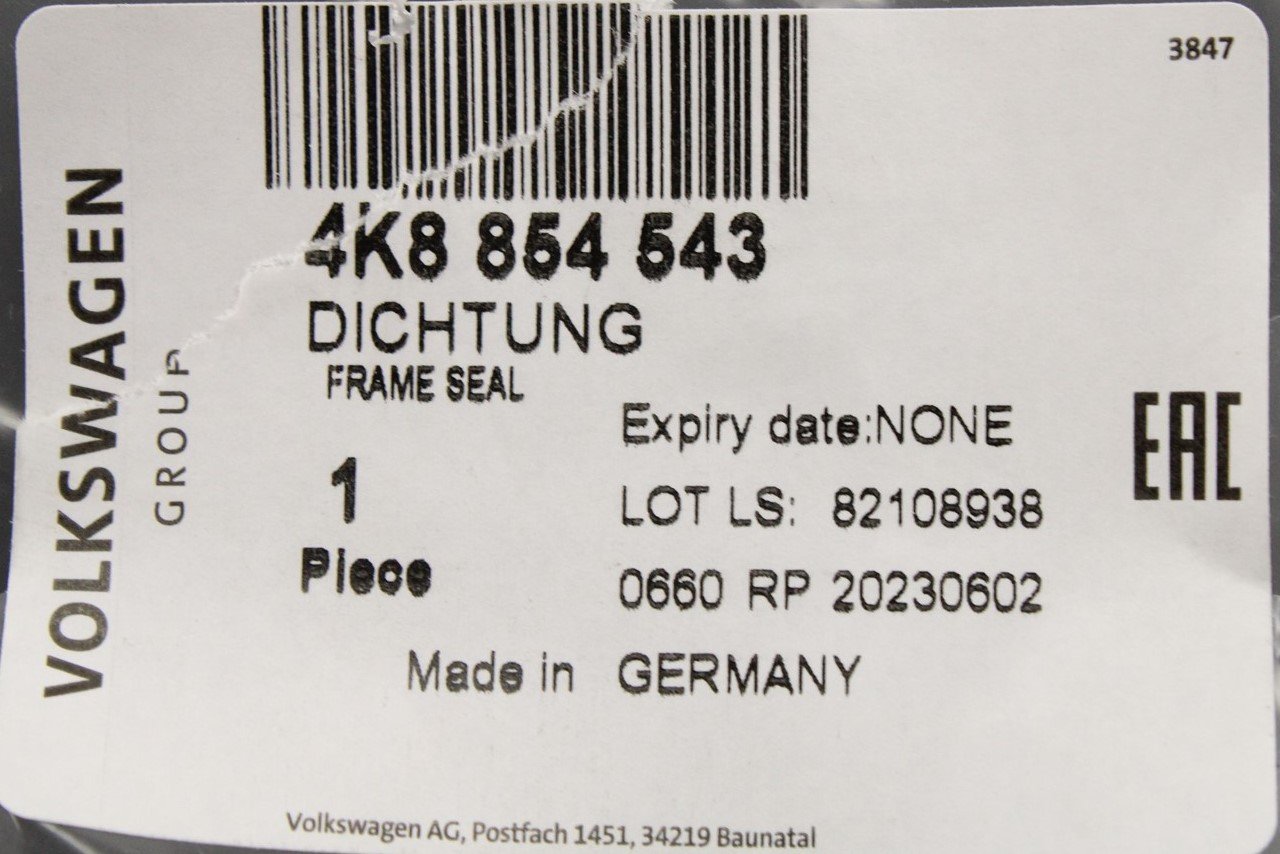 3847
VOLKSWAGEN
GROUP
4K8 854 543
DICHTUNG
FRAME SEAL
Expiry date:NONE
1
LOT LS: 82108938
Piece
0660 RP 20230602
Made in GERMANY
EAC
Volkswagen AG, Postfach 1451, 34219 Baunatal